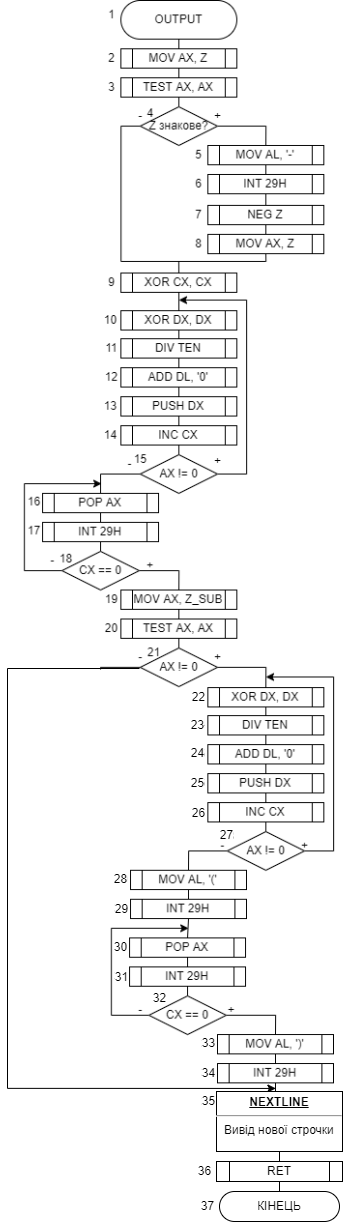 1 OUTPUT
2 MOV AX, Z
3 TEST AX, AX
- 4 +
Z знакове?
5 MOV AL, '-'
6 INT 29H
7 NEG Z
8 MOV AX, Z
9 XOR CX, CX
10 XOR DX, DX
11 DIV TEN
12 ADD DL, '0'
13 PUSH DX
14 INC CX
- 15 +
AX != 0
16 POP AX
17 INT 29H
- 18 +
CX == 0
19 MOV AX, Z_SUB
20 TEST AX, AX
- 21 +
AX != 0
22 XOR DX, DX
23 DIV TEN
24 ADD DL, '0'
25 PUSH DX
26 INC CX
27
- +
AX != 0
28 MOV AL, '('
29 INT 29H
30 POP AX
31 INT 29H
32
- +
CX == 0
33 MOV AL, ')'
34 INT 29H
35 NEXTLINE
Вивід нової строчки
36 RET
37 КІНЕЦЬ